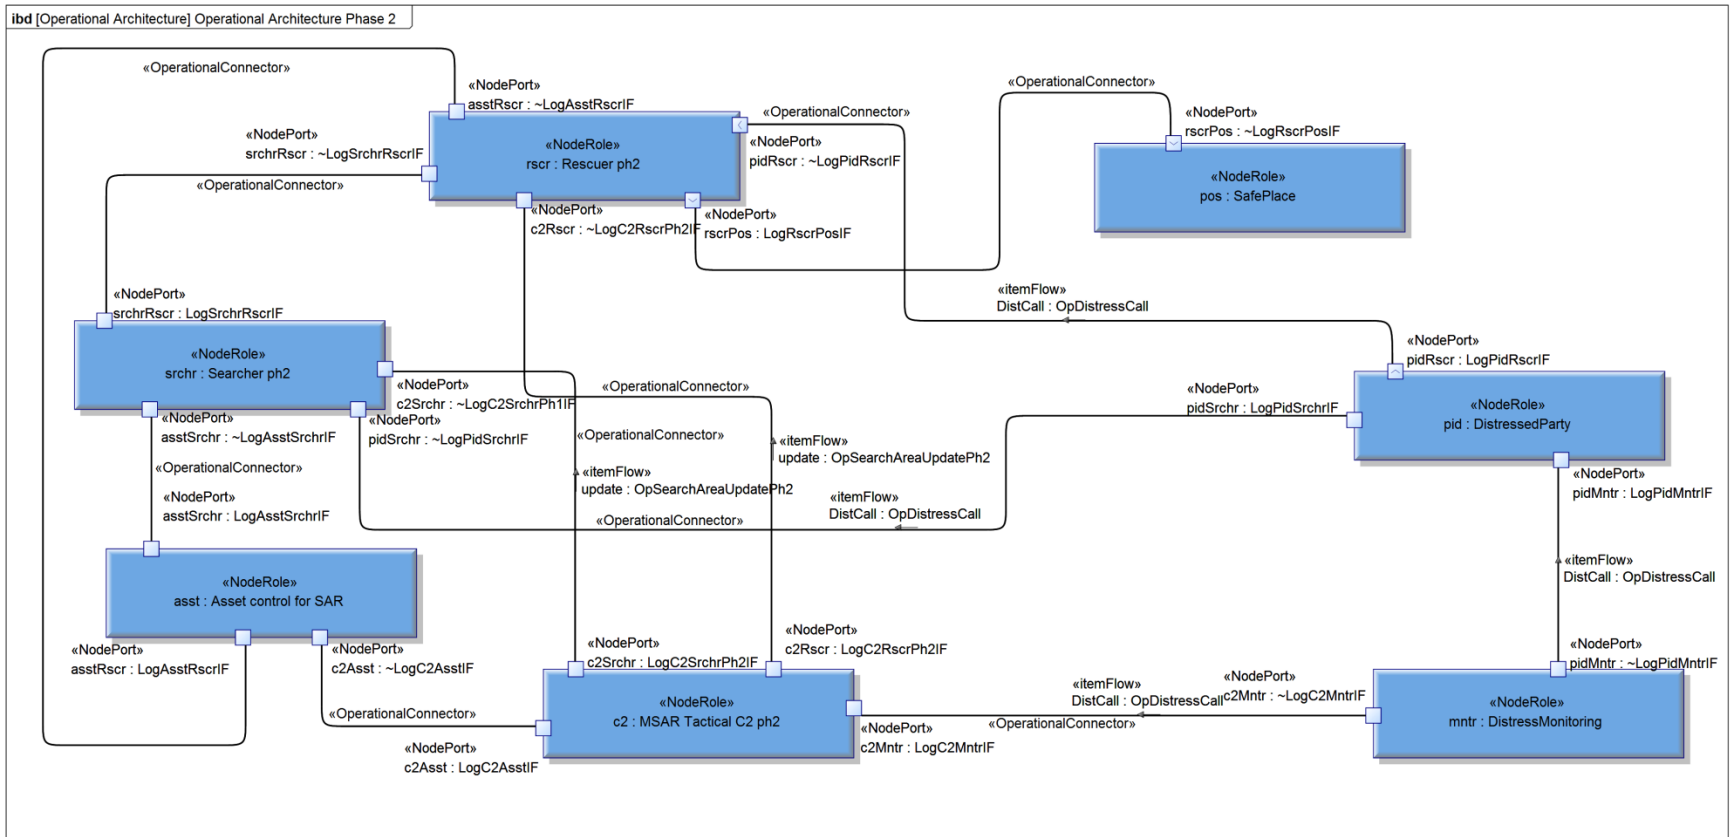 ibd [Operational Architecture] Operational Architecture Phase 2
«OperationalConnector»
«NodePort»
asstRscr : ~LogAsstRscrIF
«NodePort»
srchrRscr : ~LogSrchrRscrIF
«OperationalConnector»
«NodeRole»
rscr : Rescuer ph2
«OperationalConnector»
«NodePort»
pidRscr : ~LogPidRscrIF
«OperationalConnector»
«NodePort»
rscrPos : ~LogRscrPosIF
«NodeRole»
pos : SafePlace
«NodePort»
c2Rscr : ~LogC2RscrPh2IF
«NodePort»
rscrPos : LogRscrPosIF
«NodePort»
srchrRscr : LogSrchrRscrIF
«itemFlow»
DistCall : OpDistressCall
«NodeRole»
srchr : Searcher ph2
«NodePort»
pidRscr : LogPidRscrIF
«NodePort»
c2Srchr : ~LogC2SrchrPh1IF
«OperationalConnector»
«NodePort»
pidSrchr : LogPidSrchrIF
«NodeRole»
pid : DistressedParty
«NodePort»
asstSrchr : ~LogAsstSrchrIF
«NodePort»
pidSrchr : ~LogPidSrchrIF
«OperationalConnector»
«itemFlow»
update : OpSearchAreaUpdatePh2
«OperationalConnector»
«itemFlow»
update : OpSearchAreaUpdatePh2
«NodePort»
pidMntr : LogPidMntrIF
«NodePort»
asstSrchr : LogAsstSrchrIF
«itemFlow»
DistCall : OpDistressCall
«OperationalConnector»
«itemFlow»
DistCall : OpDistressCall
«NodeRole»
asst : Asset control for SAR
«NodePort»
asstRscr : LogAsstRscrIF
«NodePort»
c2Asst : ~LogC2AsstIF
«NodePort»
c2Srchr : LogC2SrchrPh2IF
«NodePort»
c2Rscr : LogC2RscrPh2IF
«NodePort»
pidMntr : ~LogPidMntrIF
«OperationalConnector»
«NodeRole»
c2 : MSAR Tactical C2 ph2
«itemFlow»
DistCall : OpDistressCall
«OperationalConnector»
«NodePort»
c2Mntr : ~LogC2MntrIF
«NodeRole»
mntr : DistressMonitoring
«NodePort»
c2Asst : LogC2AsstIF
«NodePort»
c2Mntr : LogC2MntrIF